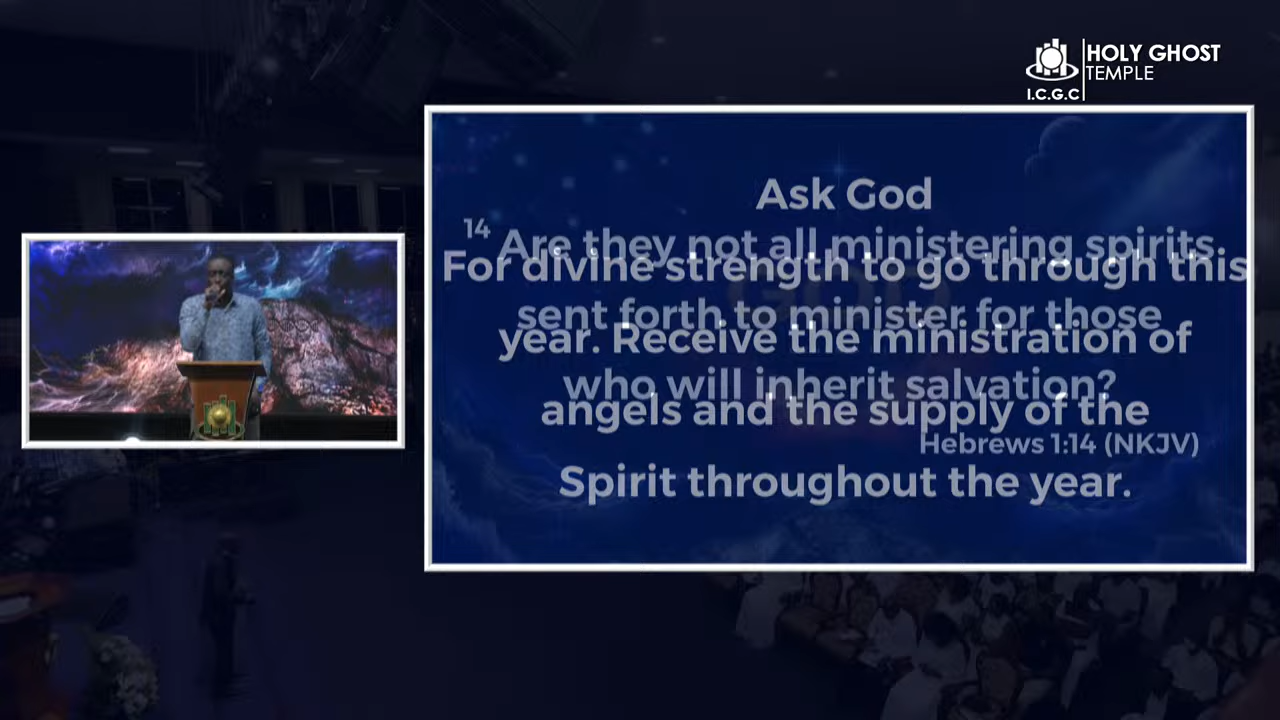 HOLY GHOST
TEMPLE
I.C.G.C
Ask God
For divine strength to go through this
year. Receive the ministration of
angels and the supply of the
Spirit throughout the year.
14 Are they not all ministering spirits
sent forth to minister for those
who will inherit salvation?
Hebrews 1:14 (NKJV)